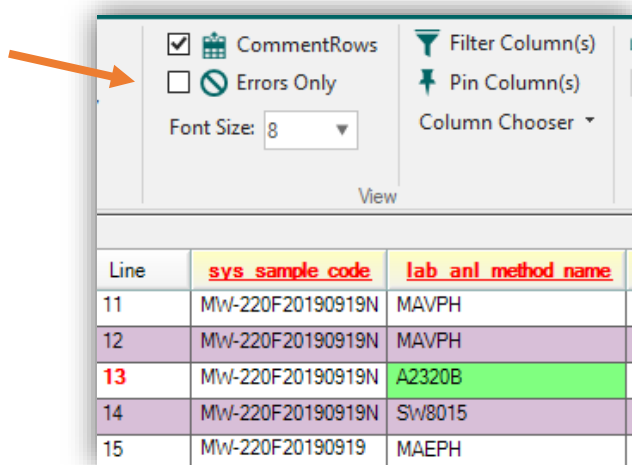 CommentRows Filter Column(s)
Errors Only Pin Column(s)
Font Size: 8 Column Chooser
View
Line sys_sample_code lab_anl_method_name
11 MW-220F20190919N MAVPH
12 MW-220F20190919N MAVPH
13 MW-220F20190919N A2320B
14 MW-220F20190919N SW8015
15 MW-220F20190919 MAEPH